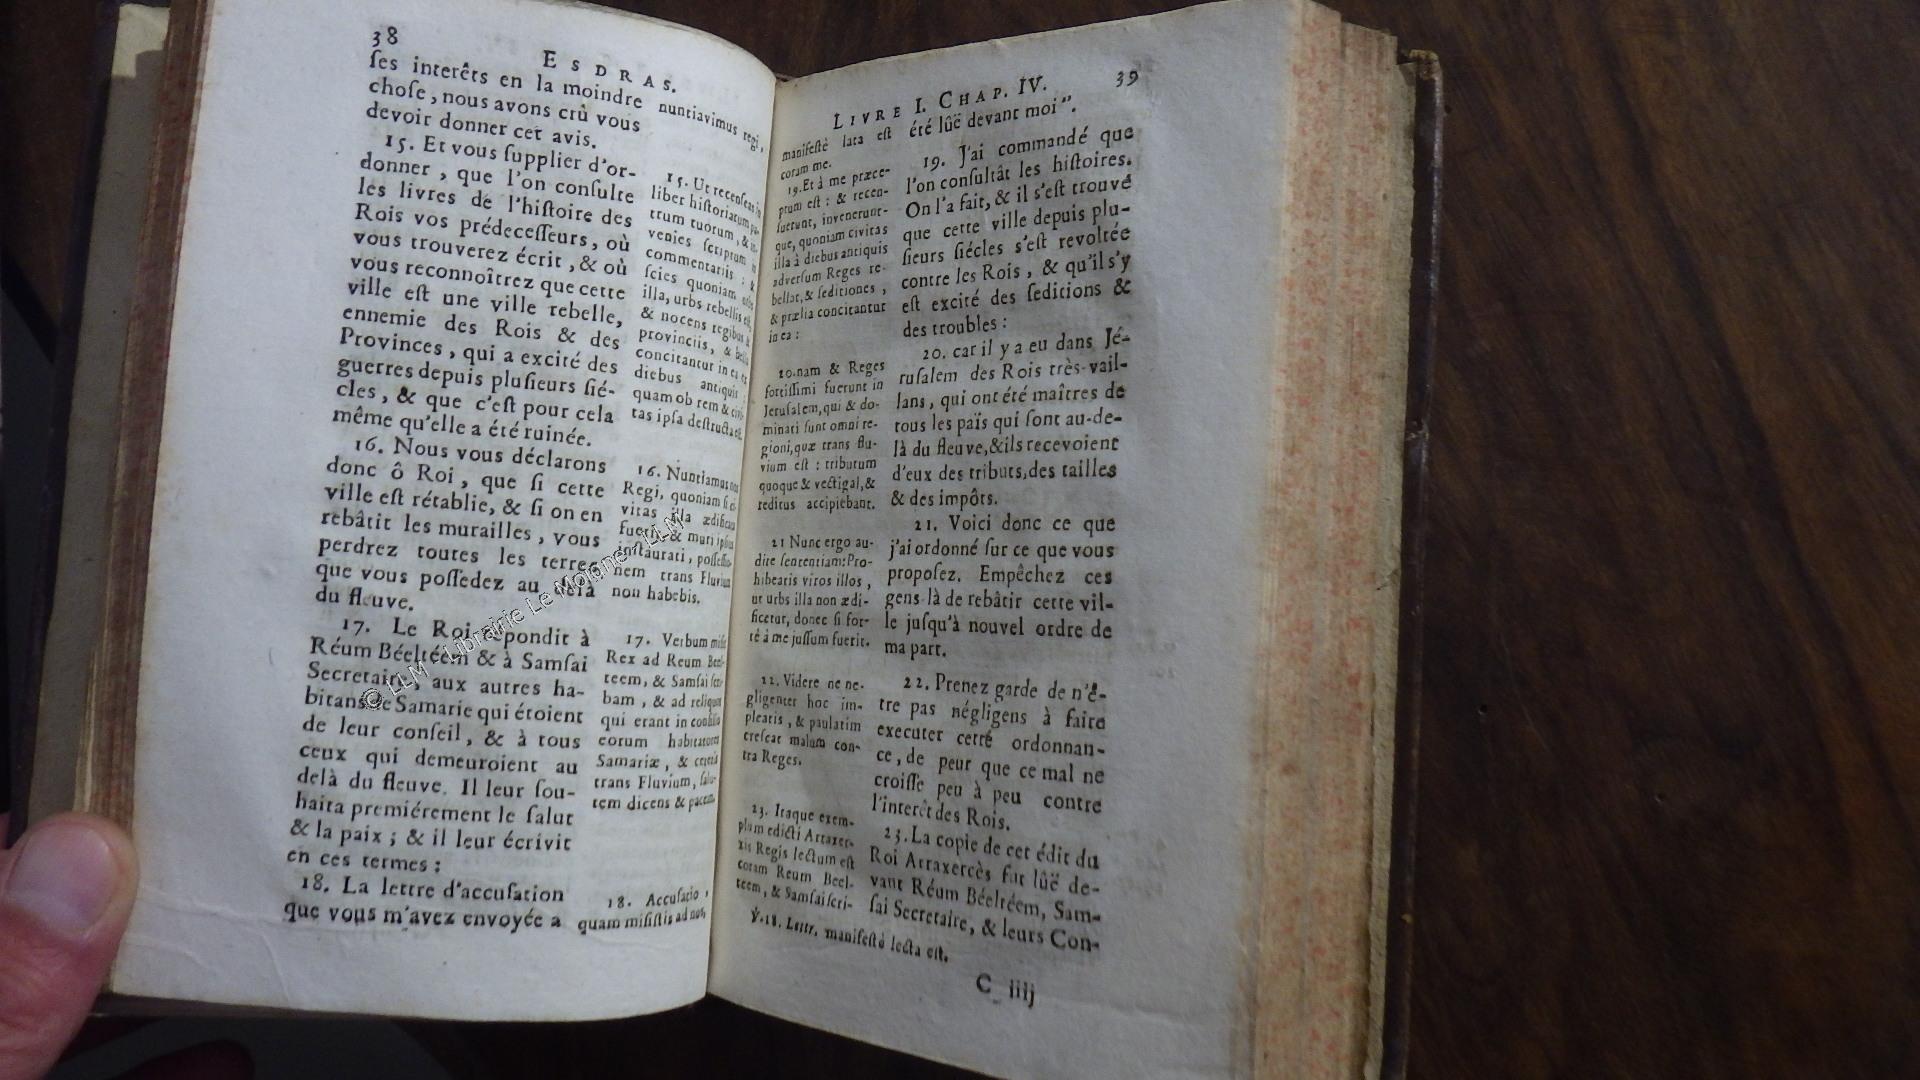 38
ESDRAS.
ſes interêts en la moindre
choſe, nous avons crû vous
devoir donner cet avis.
15. Et vous ſupplier d'or-
donner, que l'on conſulte
les livres de l'hiſtoire des
Rois vos prédeceſſeurs, où
vous trouverez écrit, & où
vous reconnoîtrez que cette
ville eſt une ville rebelle,
ennemie des Rois & des
Provinces, qui a excité des
guerres depuis pluſieurs ſié-
cles, & que c'eſt pour cela
même qu'elle a été ruinée.
16. Nous vous déclarons
donc ô Roi, que ſi cette
ville eſt rétablie, & ſi on en
rebâtit les murailles, vous
perdrez toutes les terres
que vous poſſedez au delà
du fleuve.
17. Le Roi répondit à
Réum Béeltéem & à Samſai
Secretaire, aux autres ha-
bitans de Samarie qui étoient
de leur conſeil, & à tous
ceux qui demeuroient au
delà du fleuve. Il leur ſou-
haita premiérement le ſalut
& la paix; & il leur écrivit
en ces termes:
18. La lettre d'accuſation
que vous m'avez envoyée a
nuntiavimus regi,
15. Ut recenſeas in
liber hiſtoriarum
trum tuorum, &
venies ſcriptum in
commentariis: &
ſcies quoniam
illa, urbs rebellis eſt,
& nocens regibus &
provinciis, & bella
concitantur in ea ex
diebus antiquis:
quamob rem & civi-
tas ipſa deſtructa eſt.
16. Nuntiamus nos
Regi, quoniam ſi ci-
vitas illa ædificata
fuerit, & muri ipſius
inſtaurati, poſſeſſio-
nem trans Fluvium
non habebis.
17. Verbum miſit
Rex ad Reum Beel-
teem, & Samſai ſcri-
bam, & ad reliquos
qui erant in conſilio
eorum habitatores
Samariæ, & ceteris
trans Fluvium, ſalu-
tem dicens & pacem.
18. Accuſatio,
quam miſiſtis ad nos,
LIVRE I. CHAP. IV.
39
manifeſtè lata eſt
coram me.
19. Et à me præce-
ptum eſt: & recen-
ſuerunt, invenerunt-
que, quoniam civitas
illa à diebus antiquis
adverſum Reges re-
bellat, & ſeditiones,
& prælia concitantur
in ea:
20. nam & Reges
fortiſſimi fuerunt in
Jeruſalem, qui & do-
minati ſunt omni re-
gioni, quæ trans flu-
vium eſt: tributum
quoque & vectigal, &
reditus accipiebant.
21 Nunc ergo au-
dire ſententiam: Pro-
hibeatis viros illos,
ut urbs illa non ædi-
ficetur, donec ſi for-
tè à me juſſum fuerit.
22. Videre ne ne-
gligenter hoc im-
pleatis, & paulatim
creſcat malum con-
tra Reges.
23. Itaque exem-
plum edicti Artaxer-
xis Regis lectum eſt
coram Reum Beel-
teem, & Samſai ſcri-
été lûë devant moi".
19. J'ai commandé que
l'on conſultât les hiſtoires.
On l'a fait, & il s'eſt trouvé
que cette ville depuis plu-
ſieurs ſiécles s'eſt revoltée
contre les Rois, & qu'il s'y
eſt excité des ſeditions &
des troubles:
20. car il y a eu dans Jé-
ruſalem des Rois très-vail-
lans, qui ont été maîtres de
tous les païs qui ſont au-de-
là du fleuve, & ils recevoient
d'eux des tributs, des tailles
& des impôts.
21. Voici donc ce que
j'ai ordonné ſur ce que vous
propoſez. Empêchez ces
gens-là de rebâtir cette vil-
le juſqu'à nouvel ordre de
ma part.
22. Prenez garde de n'ê-
tre pas négligens à faire
executer cette ordonnan-
ce, de peur que ce mal ne
croiſſe peu à peu contre
l'interêt des Rois.
23. La copie de cet édit du
Roi Artaxercès fut lûë de-
vant Réum Béeltéem, Sam-
ſai Secretaire, & leurs Con-
℣. 18. Lettr. manifeſtè lecta eſt.
C iiij
© LLM - Librairie Le Moinne - LLM